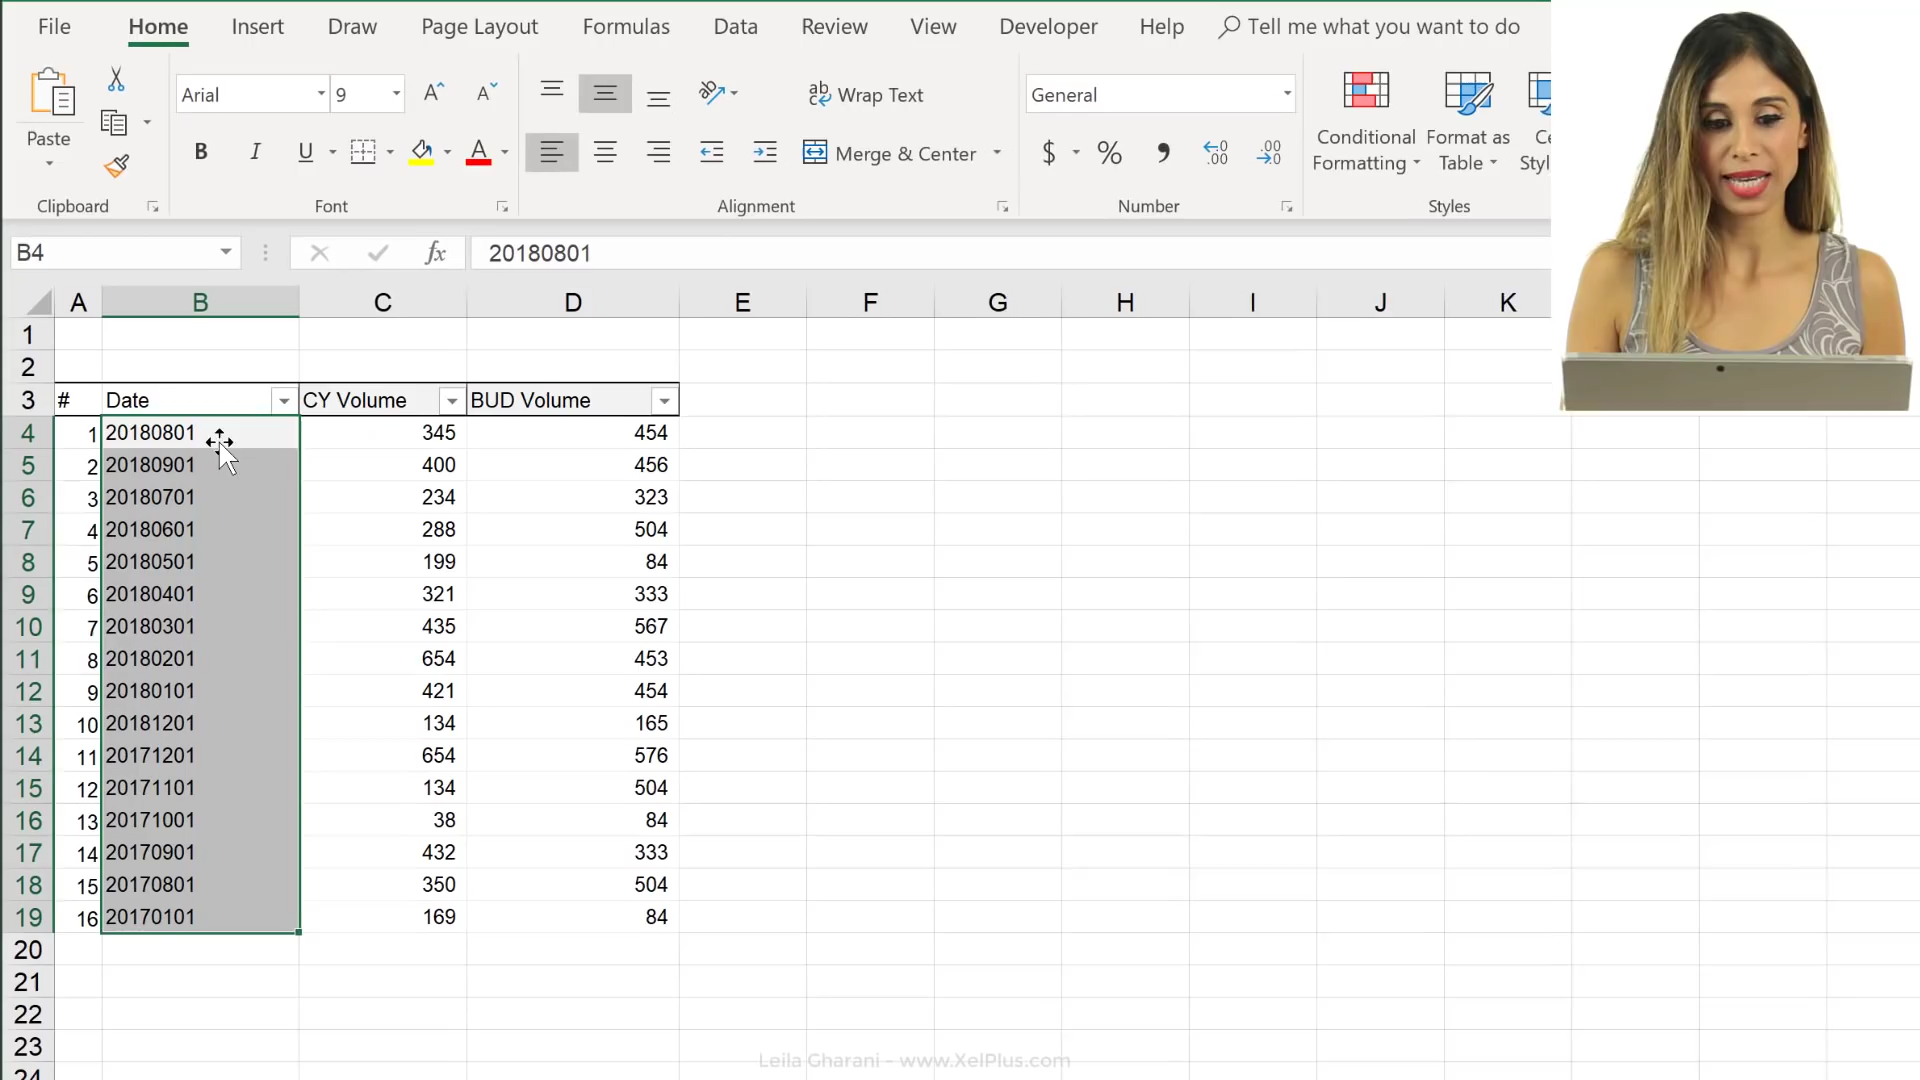 File Home Insert Draw Page Layout Formulas Data Review View Developer Help Tell me what you want to do
Paste
Arial 9
B I U
ab Wrap Text
Merge & Center
General
$ % ,
Conditional Formatting
Format as Table
Ce
Styl
Clipboard Font Alignment Number Styles
B4 fx 20180801
A B C D E F G H I J K
1
2
3 # Date CY Volume BUD Volume
4 1 20180801 345 454
5 2 20180901 400 456
6 3 20180701 234 323
7 4 20180601 288 504
8 5 20180501 199 84
9 6 20180401 321 333
10 7 20180301 435 567
11 8 20180201 654 453
12 9 20180101 421 454
13 10 20181201 134 165
14 11 20171201 654 576
15 12 20171101 134 504
16 13 20171001 38 84
17 14 20170901 432 333
18 15 20170801 350 504
19 16 20170101 169 84
20
21
22
23
24
Leila Gharani - www.XelPlus.com